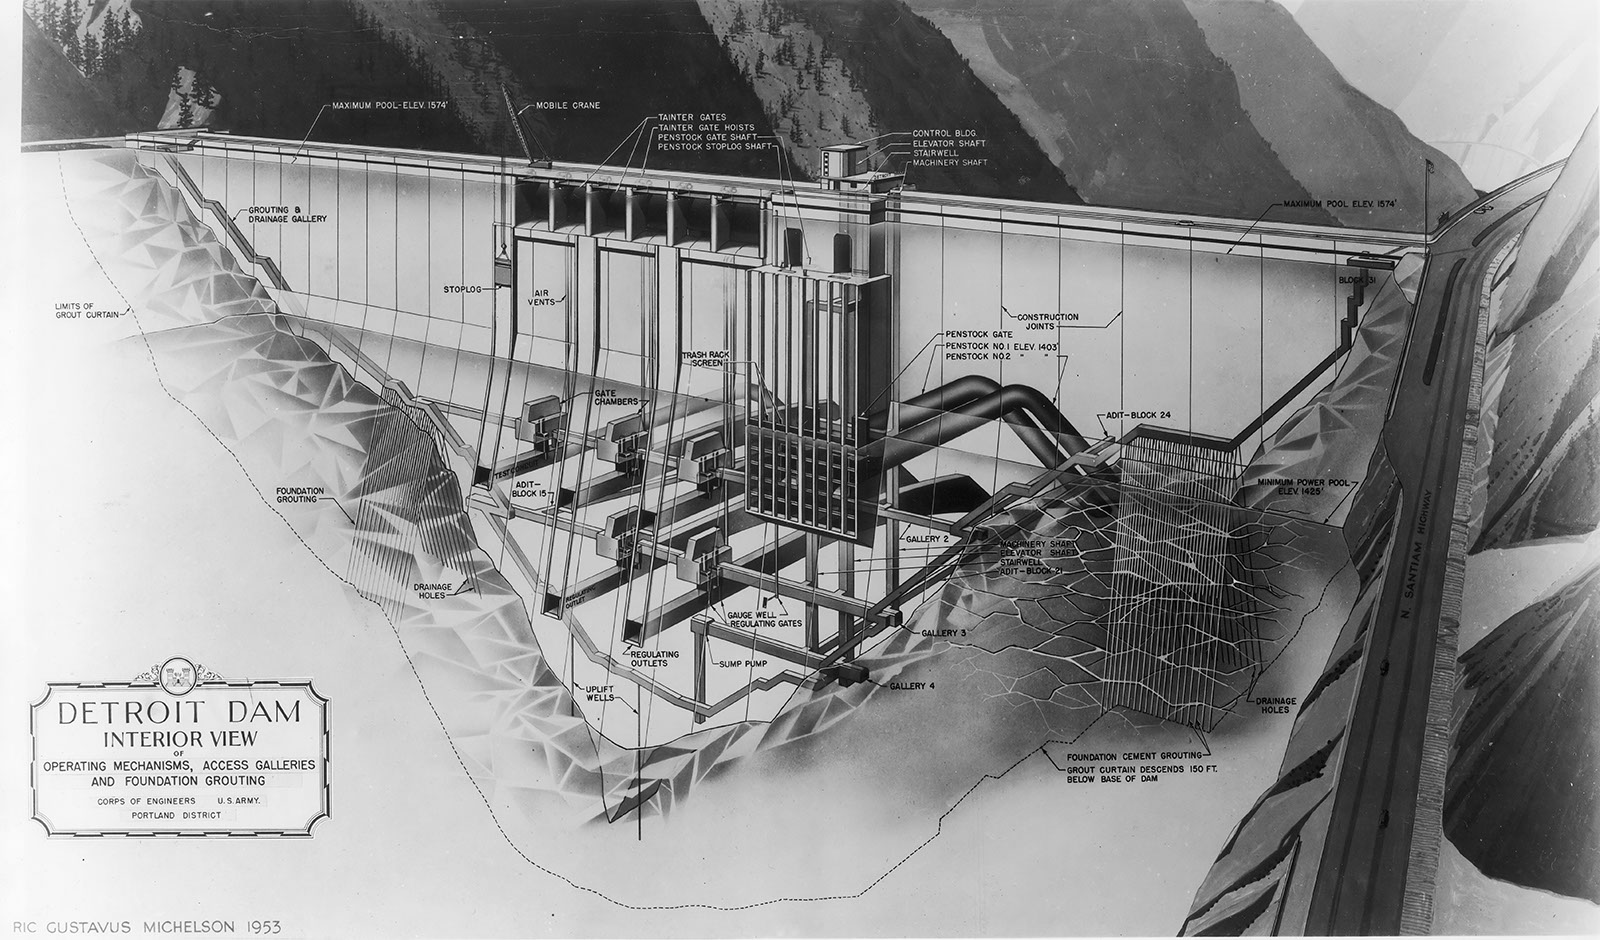 MAXIMUM POOL-ELEV. 1574'
MOBILE CRANE
TAINTER GATES
TAINTER GATE HOISTS
PENSTOCK GATE SHAFT
PENSTOCK STOPLOG SHAFT
CONTROL BLDG.
ELEVATOR SHAFT
STAIRWELL
MACHINERY SHAFT
MAXIMUM POOL ELEV. 1574'
GROUTING &
DRAINAGE GALLERY
STOPLOG
AIR
VENTS
BLOCK 31
LIMITS OF
GROUT CURTAIN
CONSTRUCTION
JOINTS
PENSTOCK GATE
PENSTOCK NO.1 ELEV. 1403'
PENSTOCK NO.2 " "
TRASH RACK
SCREEN
GATE
CHAMBERS
ADIT-BLOCK 24
TEST CONDUIT
ADIT-
BLOCK 15
FOUNDATION
GROUTING
MINIMUM POWER POOL
ELEV. 1425'
N. SANTIAM HIGHWAY
GALLERY 2
MACHINERY SHAFT
ELEVATOR SHAFT
STAIRWELL
ADIT-BLOCK 21
DRAINAGE
HOLES
REGULATING
OUTLET
GAUGE WELL
REGULATING GATES
GALLERY 3
REGULATING
OUTLETS
SUMP PUMP
GALLERY 4
UPLIFT
WELLS
DRAINAGE
HOLES
FOUNDATION CEMENT GROUTING
GROUT CURTAIN DESCENDS 150 FT.
BELOW BASE OF DAM
DETROIT DAM
INTERIOR VIEW
OF
OPERATING MECHANISMS, ACCESS GALLERIES
AND FOUNDATION GROUTING
CORPS OF ENGINEERS U.S. ARMY.
PORTLAND DISTRICT
RIC GUSTAVUS MICHELSON 1953